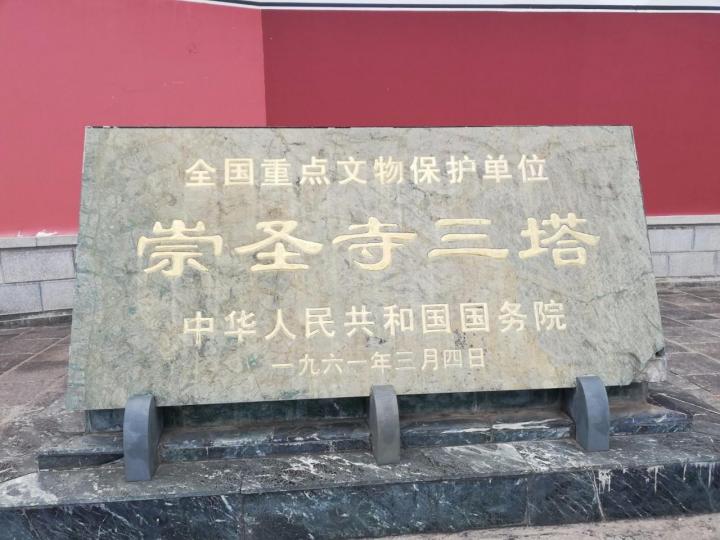 全国重点文物保护单位
崇圣寺三塔
中华人民共和国国务院
一九六一年三月四日